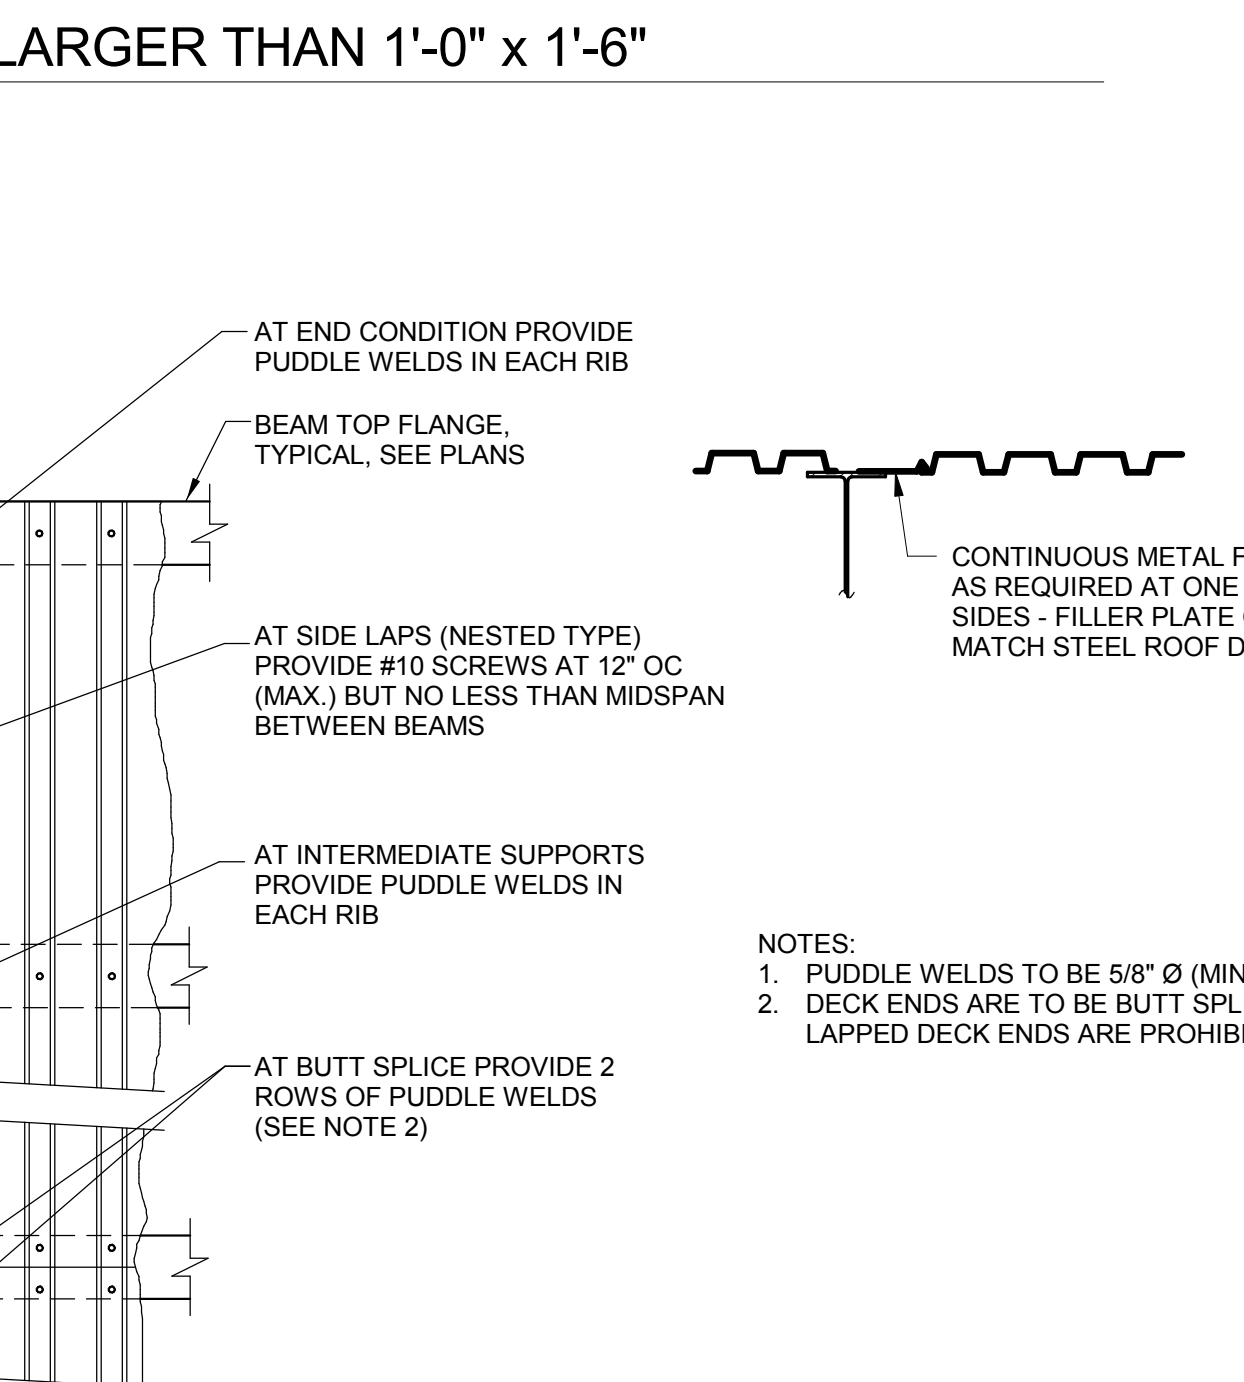 LARGER THAN 1'-0" x 1'-6"
AT END CONDITION PROVIDE
PUDDLE WELDS IN EACH RIB
BEAM TOP FLANGE,
TYPICAL, SEE PLANS
AT SIDE LAPS (NESTED TYPE)
PROVIDE #10 SCREWS AT 12" OC
(MAX.) BUT NO LESS THAN MIDSPAN
BETWEEN BEAMS
AT INTERMEDIATE SUPPORTS
PROVIDE PUDDLE WELDS IN
EACH RIB
AT BUTT SPLICE PROVIDE 2
ROWS OF PUDDLE WELDS
(SEE NOTE 2)
CONTINUOUS METAL
AS REQUIRED AT ONE
SIDES - FILLER PLATE
MATCH STEEL ROOF
NOTES:
1. PUDDLE WELDS TO BE 5/8" Ø (MIN
2. DECK ENDS ARE TO BE BUTT SPL
LAPPED DECK ENDS ARE PROHIB